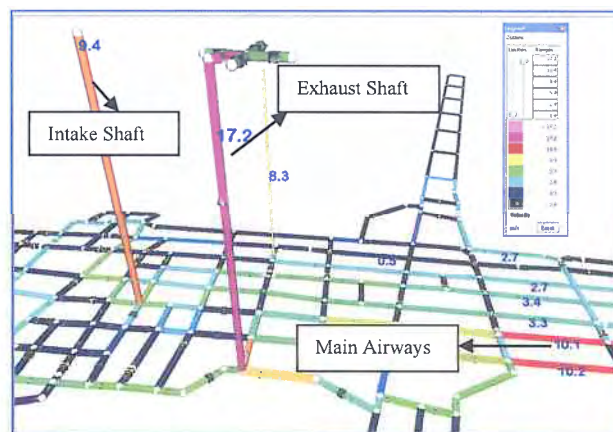 9.4
Exhaust Shaft
Intake Shaft
17.2
8.3
0.5
2.7
2.7
3.4
3.3
Main Airways
10.1
10.2
Velocity
Reset